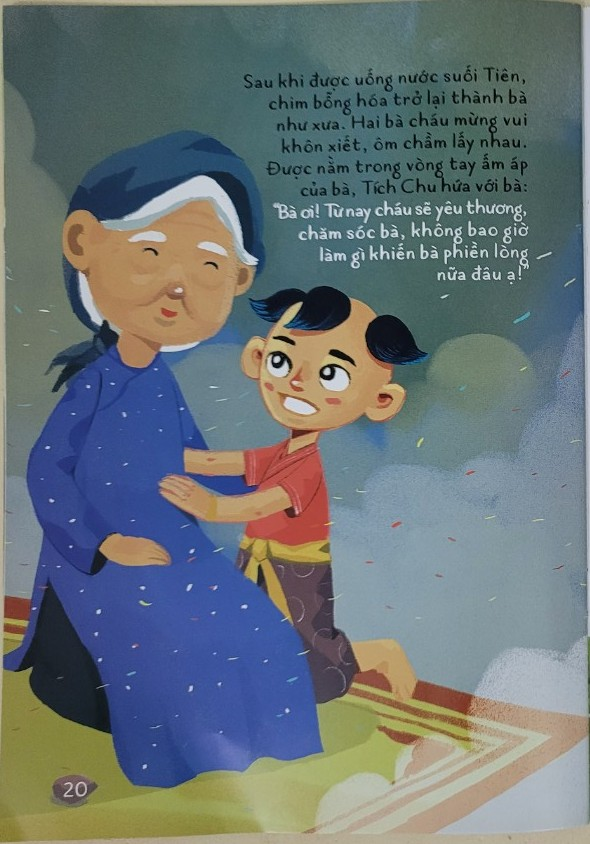 Sau khi được uống nước suối Tiên,
chim bỗng hóa trở lại thành bà
như xưa. Hai bà cháu mừng vui
khôn xiết, ôm chầm lấy nhau.
Được nằm trong vòng tay ấm áp
của bà, Tích Chu hứa với bà:
"Bà ơi! Từ nay cháu sẽ yêu thương,
chăm sóc bà, không bao giờ
làm gì khiến bà phiền lòng
nữa đâu ạ!"
20